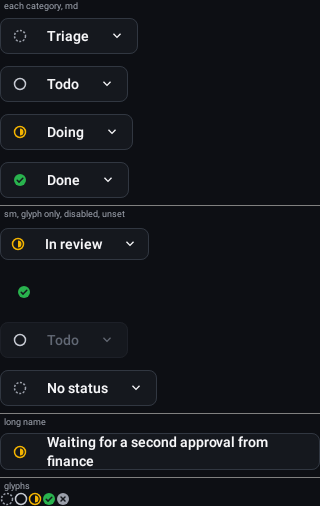 each category, md
Triage
Todo
Doing
Done
sm, glyph only, disabled, unset
In review
Todo
No status
long name
Waiting for a second approval from
finance
glyphs